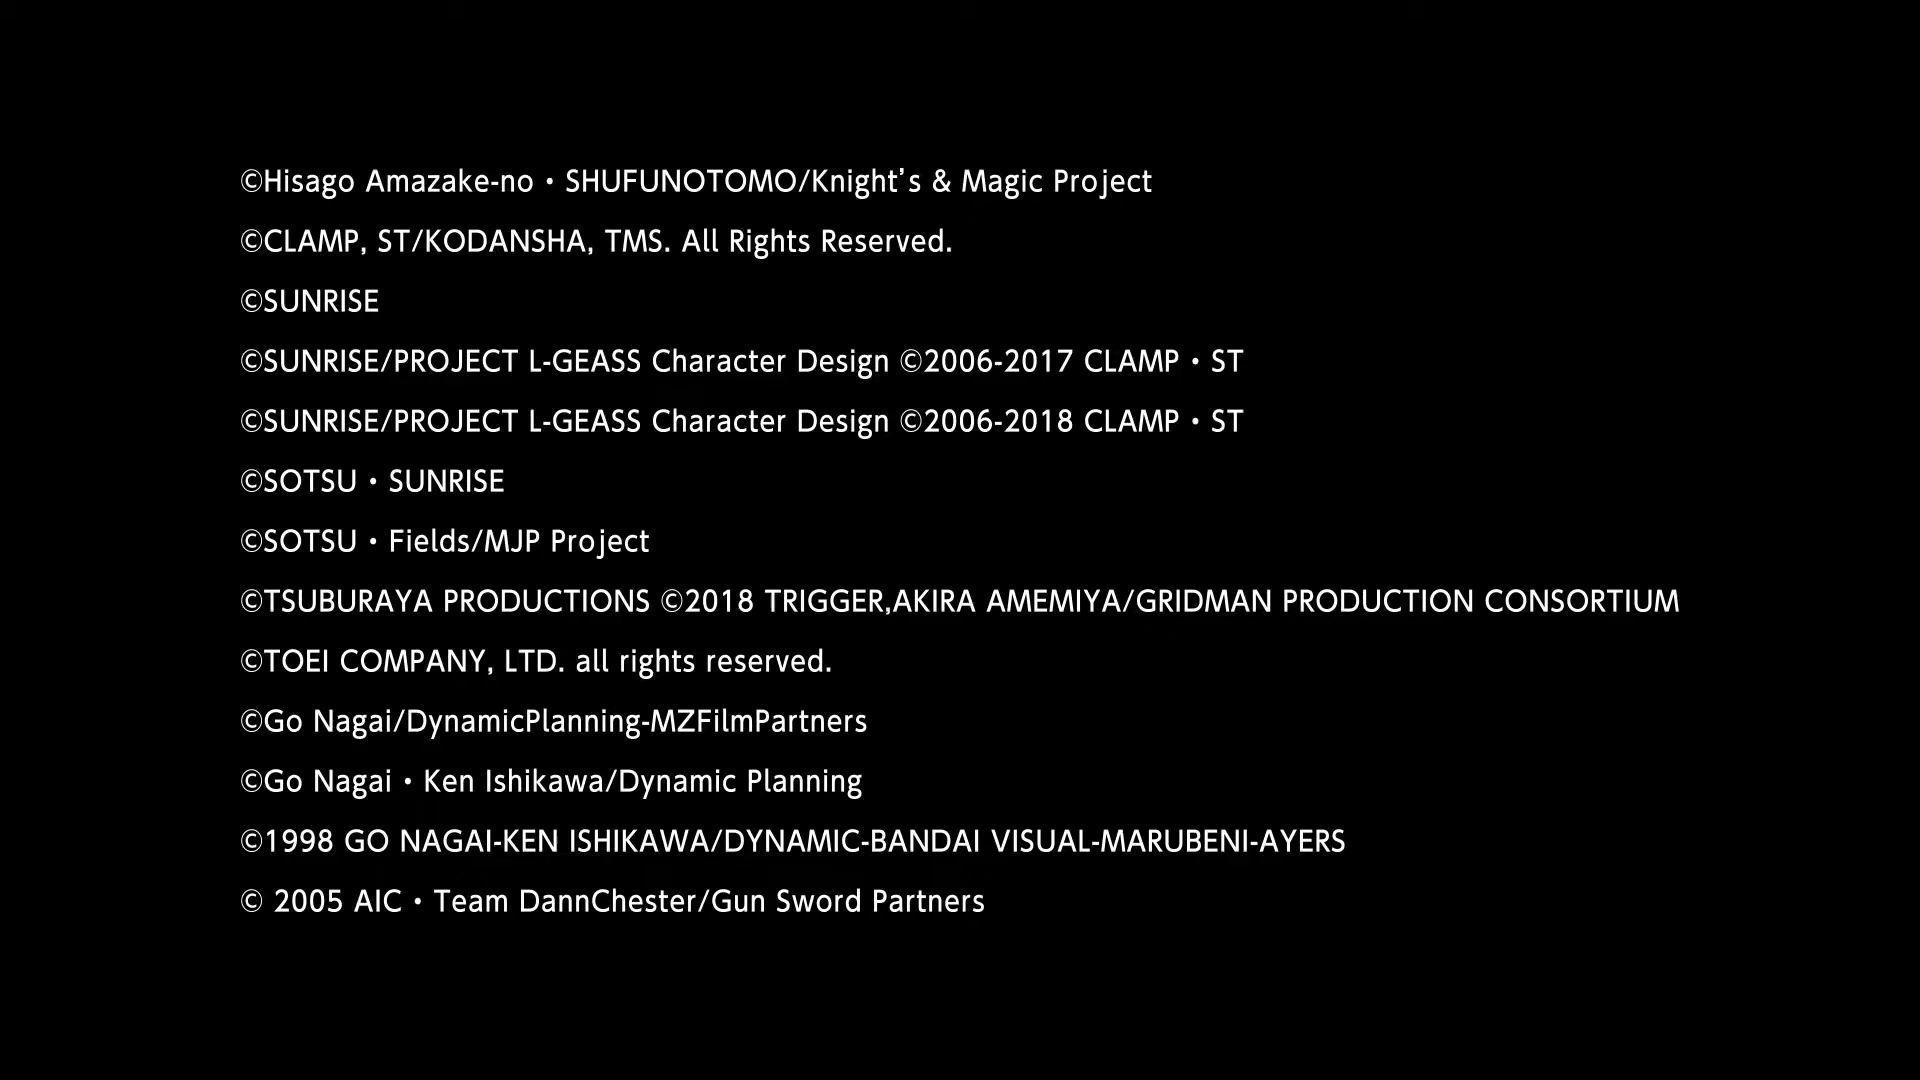 ©Hisago Amazake-no・SHUFUNOTOMO/Knight’s & Magic Project
©CLAMP, ST/KODANSHA, TMS. All Rights Reserved.
©SUNRISE
©SUNRISE/PROJECT L-GEASS Character Design ©2006-2017 CLAMP・ST
©SUNRISE/PROJECT L-GEASS Character Design ©2006-2018 CLAMP・ST
©SOTSU・SUNRISE
©SOTSU・Fields/MJP Project
©TSUBURAYA PRODUCTIONS ©2018 TRIGGER,AKIRA AMEMIYA/GRIDMAN PRODUCTION CONSORTIUM
©TOEI COMPANY, LTD. all rights reserved.
©Go Nagai/DynamicPlanning-MZFilmPartners
©Go Nagai・Ken Ishikawa/Dynamic Planning
©1998 GO NAGAI-KEN ISHIKAWA/DYNAMIC-BANDAI VISUAL-MARUBENI-AYERS
© 2005 AIC・Team DannChester/Gun Sword Partners